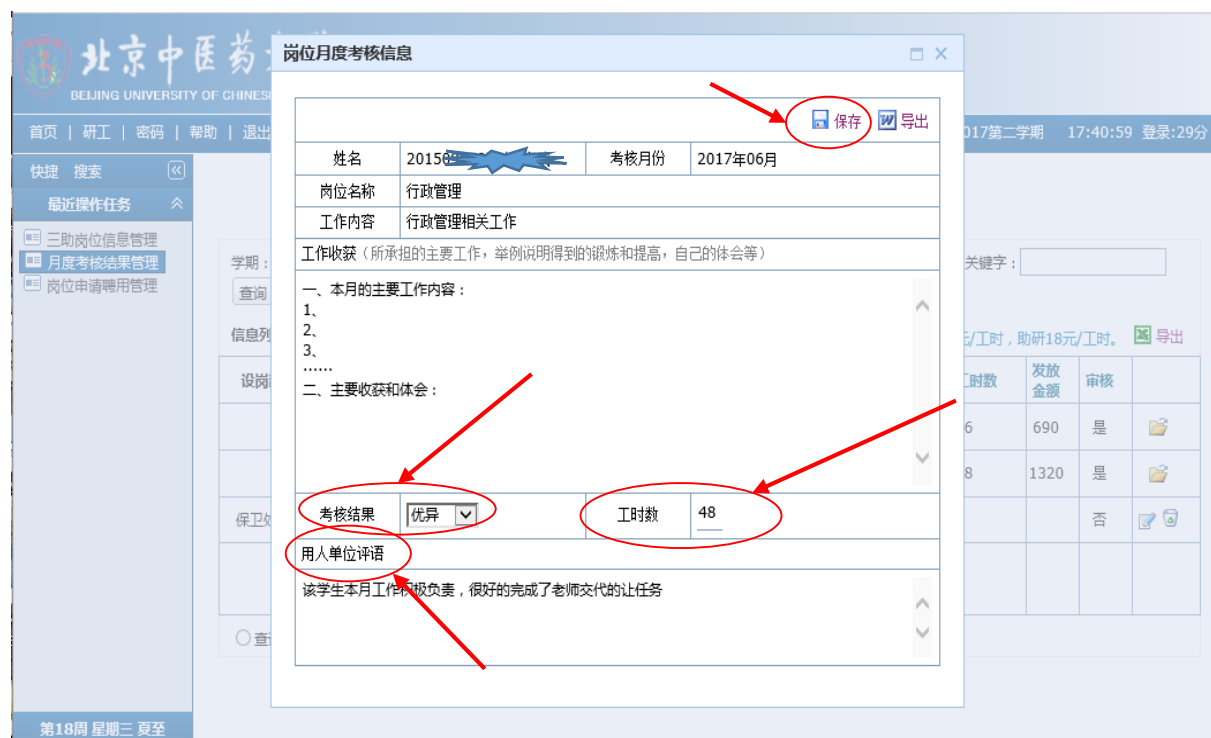 北京中医药
BEIJING UNIVERSITY OF CHINES
首页 | 研工 | 密码 | 帮助 | 退出
017第二学期 17:40:59 登录:29分
快捷 搜索
最近操作任务
三助岗位信息管理
月度考核结果管理
岗位申请聘用管理
第18周 星期三 夏至
岗位月度考核信息
保存 导出
姓名 20150 考核月份 2017年06月
岗位名称 行政管理
工作内容 行政管理相关工作
工作收获（所承担的主要工作，举例说明得到的锻炼和提高，自己的体会等）
一、本月的主要工作内容：
1、
2、
3、
……
二、主要收获和体会：
考核结果 优异 工时数 48
用人单位评语
该学生本月工作积极负责，很好的完成了老师交代的让任务
学期： 关键字：
查询
信息列 元/工时，助研18元/工时。 导出
设岗 工时数 发放金额 审核
6 690 是
8 1320 是
保卫处 否